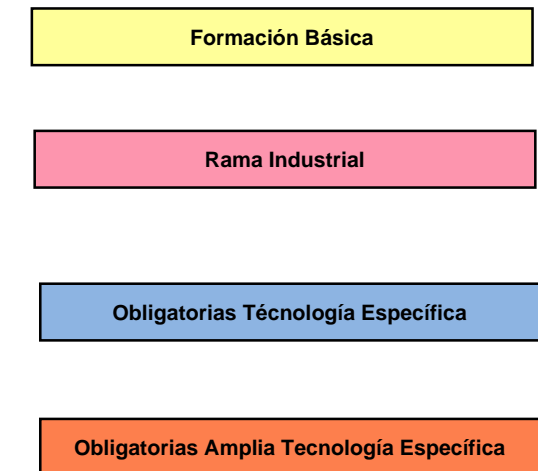 Formación Básica
Rama Industrial
Obligatorias Técnología Específica
Obligatorias Amplia Tecnología Específica